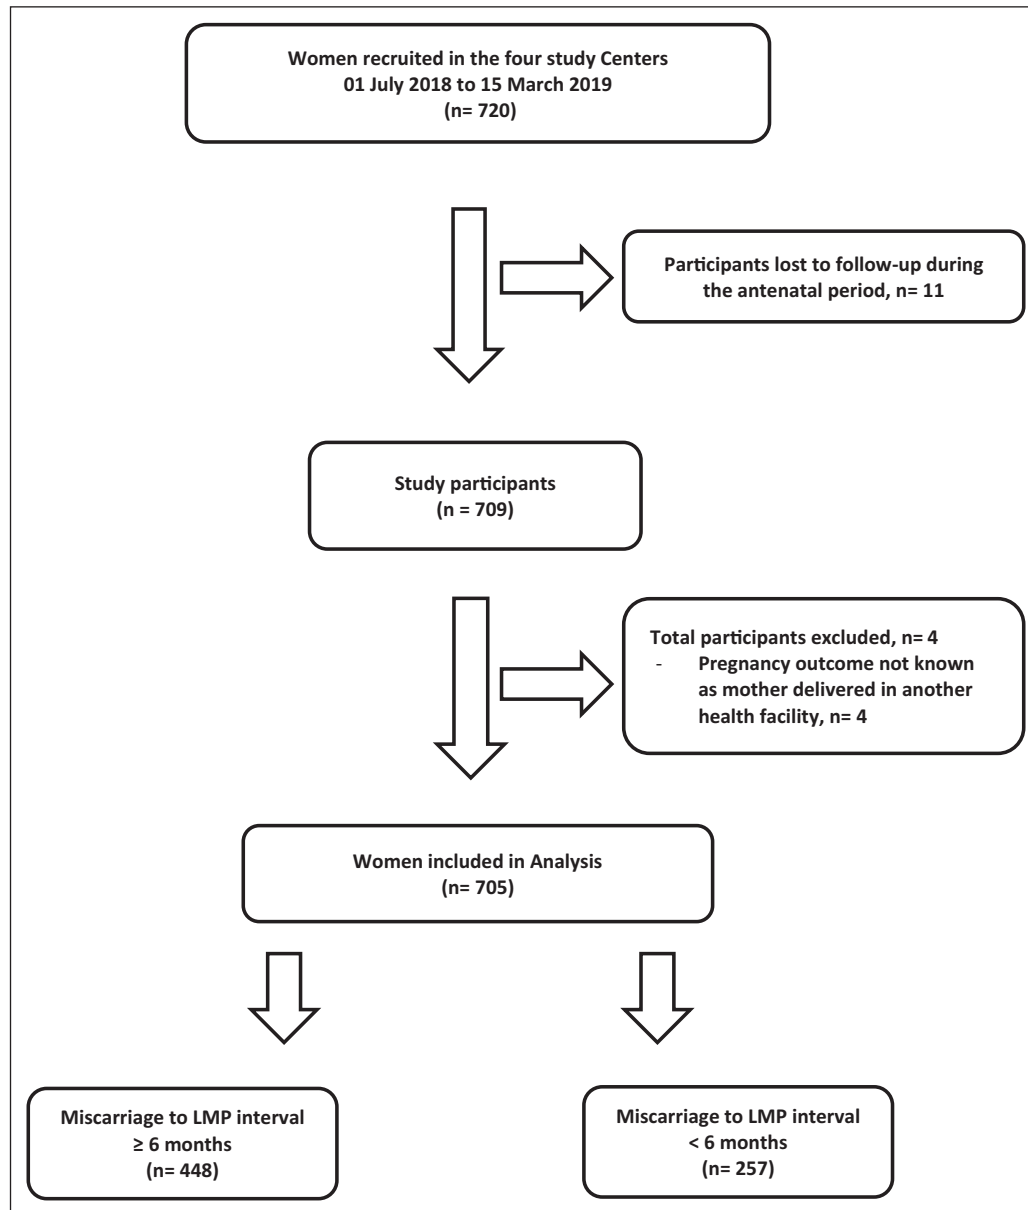 Women recruited in the four study Centers
01 July 2018 to 15 March 2019
(n= 720)
Participants lost to follow-up during
the antenatal period, n= 11
Study participants
(n = 709)
Total participants excluded, n= 4
- Pregnancy outcome not known
as mother delivered in another
health facility, n= 4
Women included in Analysis
(n= 705)
Miscarriage to LMP interval
≥ 6 months
(n= 448)
Miscarriage to LMP interval
< 6 months
(n= 257)